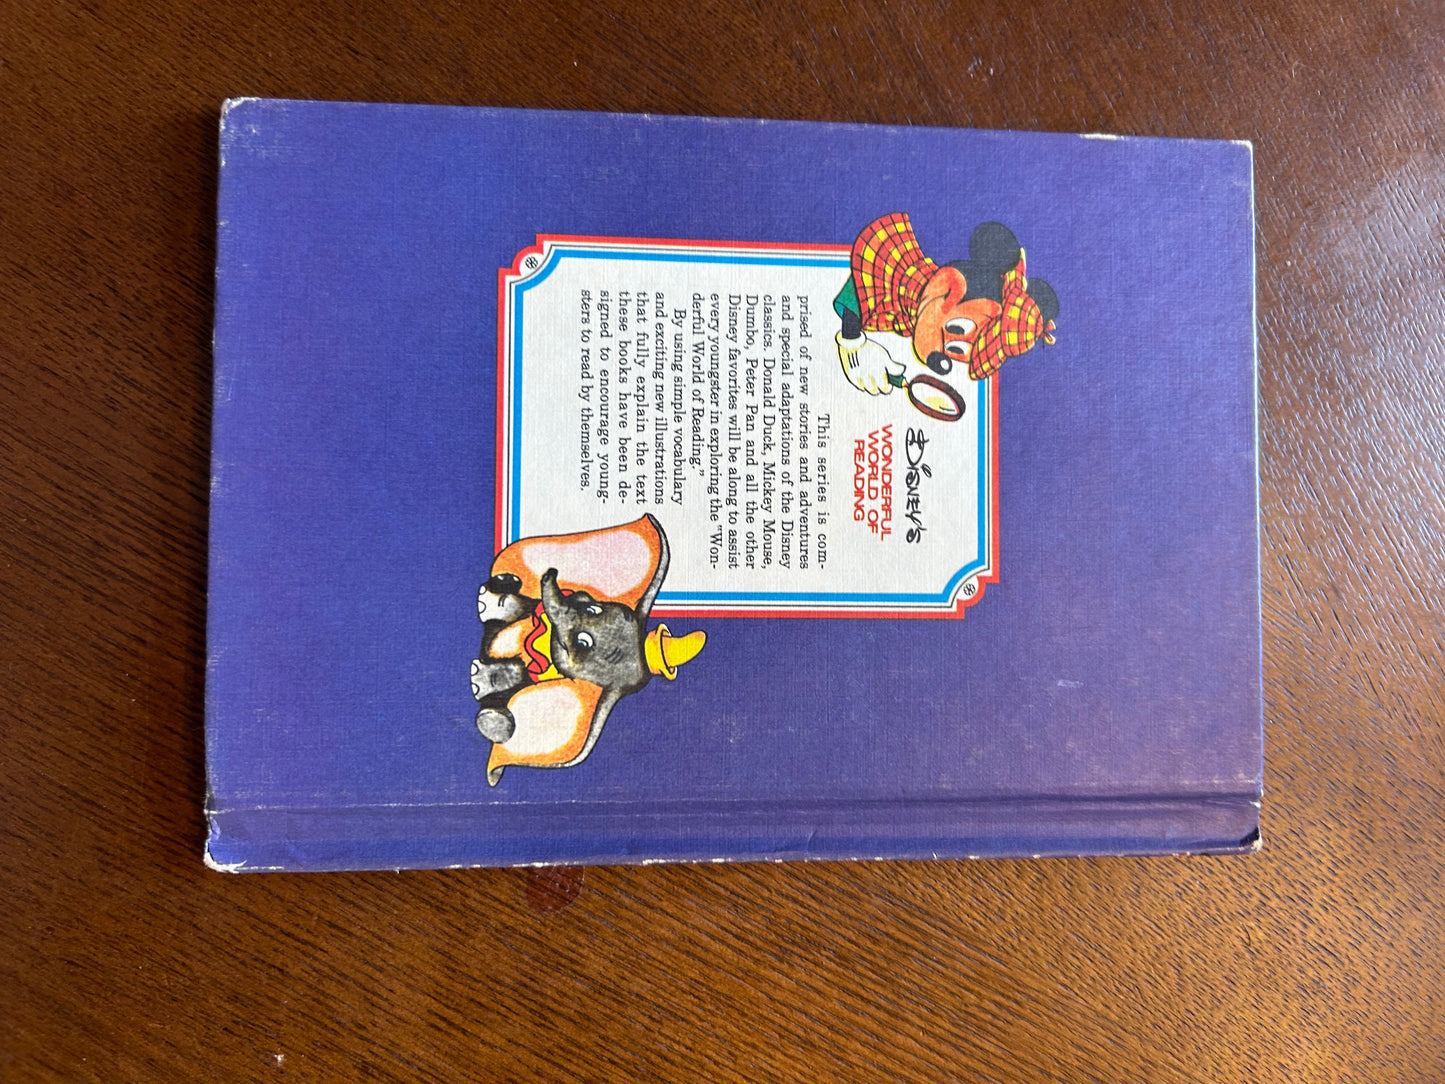 DISNEY'S
WONDERFUL
WORLD OF
READING
This series is com-
prised of new stories and adventures
and special adaptations of the Disney
classics. Donald Duck, Mickey Mouse,
Dumbo, Peter Pan and all the other
Disney favorites will be along to assist
every youngster in exploring the "Won-
derful World of Reading."
By using simple vocabulary
and exciting new illustrations
that fully explain the text
these books have been de-
signed to encourage young-
sters to read by themselves.